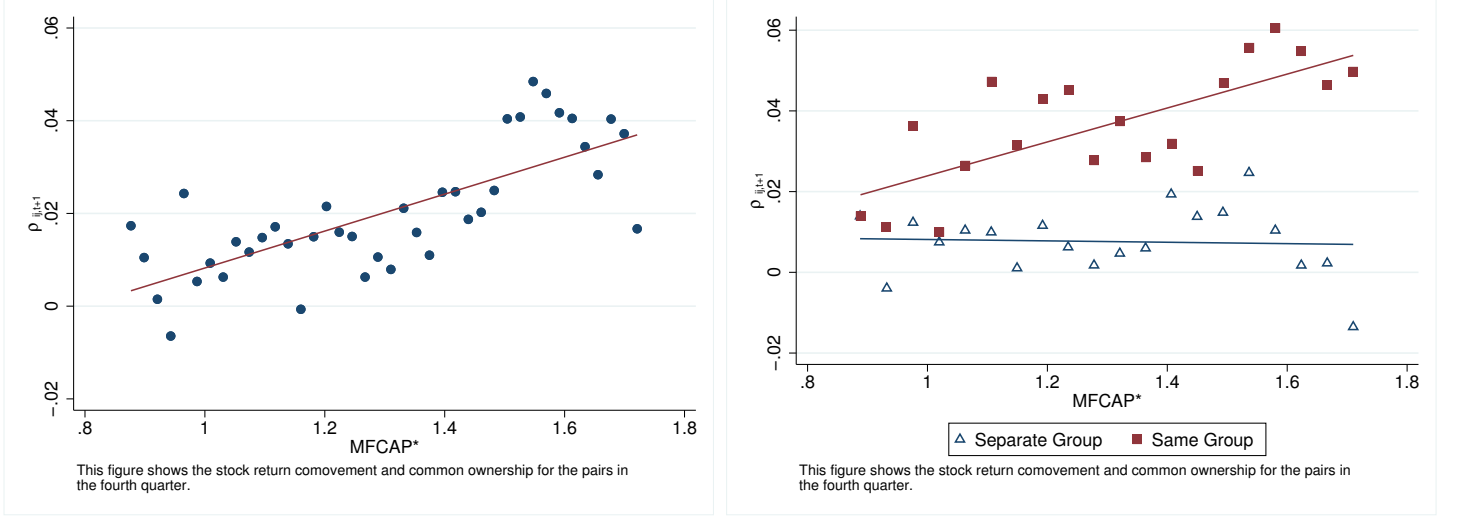 .06
.04
.02
0
-.02
ρ ij,t+1
.8 1 1.2 1.4 1.6 1.8
MFCAP*
This figure shows the stock return comovement and common ownership for the pairs in
the fourth quarter.
.06
.04
.02
0
-.02
ρ ij,t+1
.8 1 1.2 1.4 1.6 1.8
MFCAP*
Separate Group Same Group
This figure shows the stock return comovement and common ownership for the pairs in
the fourth quarter.